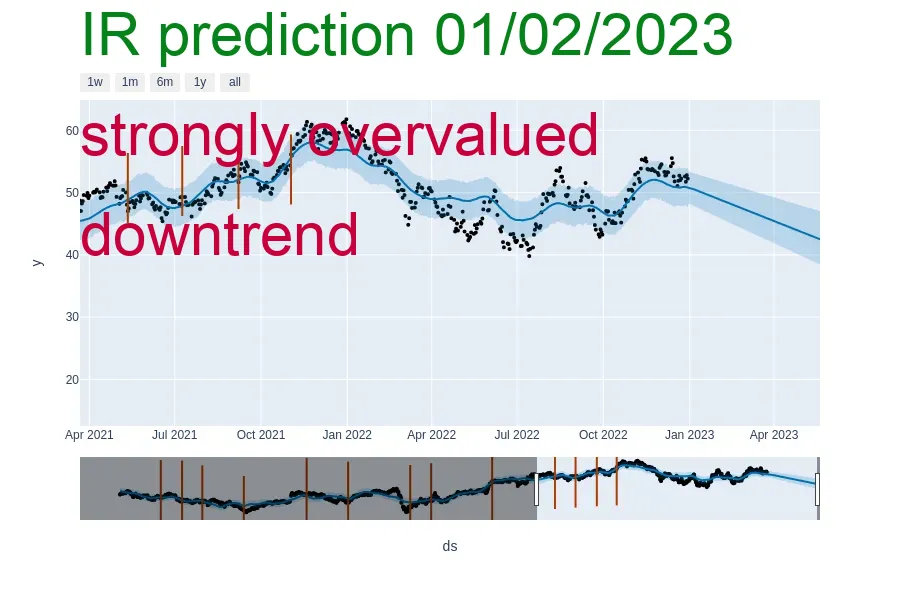 IR prediction 01/02/2023
1w 1m 6m 1y all
strongly overvalued
downtrend
60
50
40
30
20
y
Apr 2021 Jul 2021 Oct 2021 Jan 2022 Apr 2022 Jul 2022 Oct 2022 Jan 2023 Apr 2023
ds